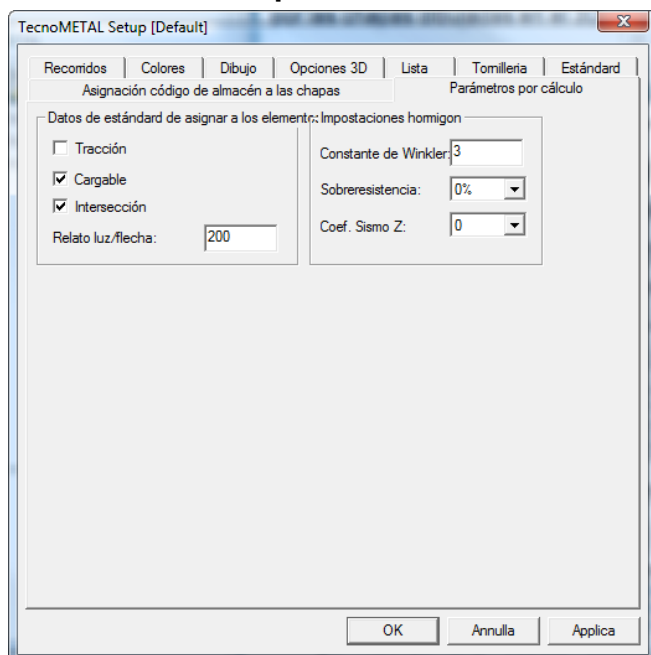 TecnoMETAL Setup [Default]
Recorridos Colores Dibujo Opciones 3D Lista Tornilleria Estándard
Asignación código de almacén a las chapas Parámetros por cálculo
Datos de estándard de asignar a los elementc
Tracción
Cargable
Intersección
Relato luz/flecha: 200
Impostaciones hormigon
Constante de Winkler: 3
Sobreresistencia: 0%
Coef. Sismo Z: 0
OK Annulla Applica